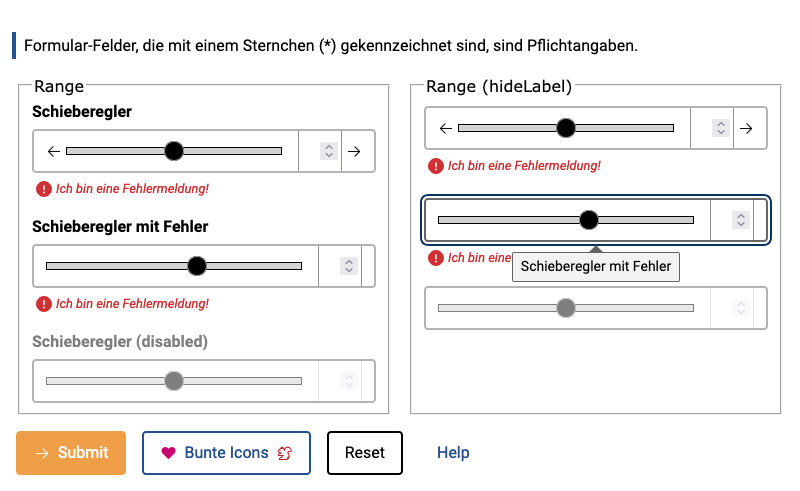 Formular-Felder, die mit einem Sternchen (*) gekennzeichnet sind, sind Pflichtangaben.
Range
Schieberegler
Ich bin eine Fehlermeldung!
Schieberegler mit Fehler
Ich bin eine Fehlermeldung!
Schieberegler (disabled)
Range (hideLabel)
Ich bin eine Fehlermeldung!
Ich bin eine
Schieberegler mit Fehler
Submit
Bunte Icons
Reset
Help